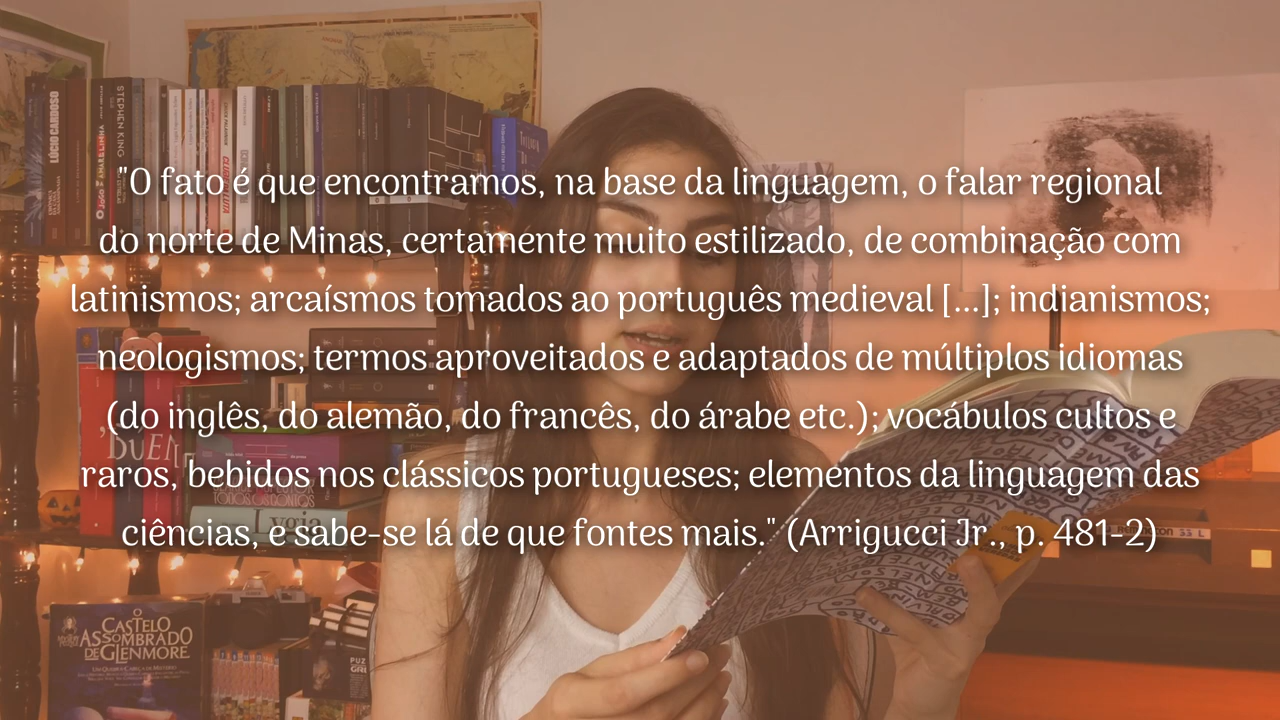 "O fato é que encontramos, na base da linguagem, o falar regional
do norte de Minas, certamente muito estilizado, de combinação com
latinismos; arcaísmos tomados ao português medieval [...]; indianismos;
neologismos; termos aproveitados e adaptados de múltiplos idiomas
(do inglês, do alemão, do francês, do árabe etc.); vocábulos cultos e
raros, bebidos nos clássicos portugueses; elementos da linguagem das
ciências, e sabe-se lá de que fontes mais." (Arrigucci Jr., p. 481-2)
LÚCIO CARDOSO
STEPHEN KING
O
CASTELO
ASSOMBRADO
DE GLENMORE